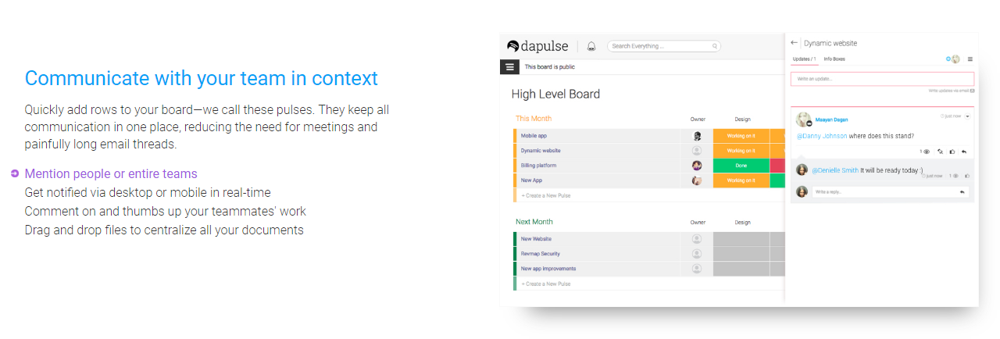 Communicate with your team in context
Quickly add rows to your board—we call these pulses. They keep all
communication in one place, reducing the need for meetings and
painfully long email threads.
Mention people or entire teams
Get notified via desktop or mobile in real-time
Comment on and thumbs up your teammates' work
Drag and drop files to centralize all your documents
dapulse
Search Everything ...
This board is public
High Level Board
This Month Owner Design
Mobile app Working on it
Dynamic website Working on it
Billing platform Done
New App Working on it
+ Create a New Pulse
Next Month Owner Design
New Website
Revmap Security
New app improvements
+ Create a New Pulse
Dynamic website
Updates / 1 Info Boxes
Write an update...
Write updates via email
Maayan Dagan just now
@Danny Johnson where does this stand?
1
@Denielle Smith It will be ready today :)
just now 1
Write a reply...